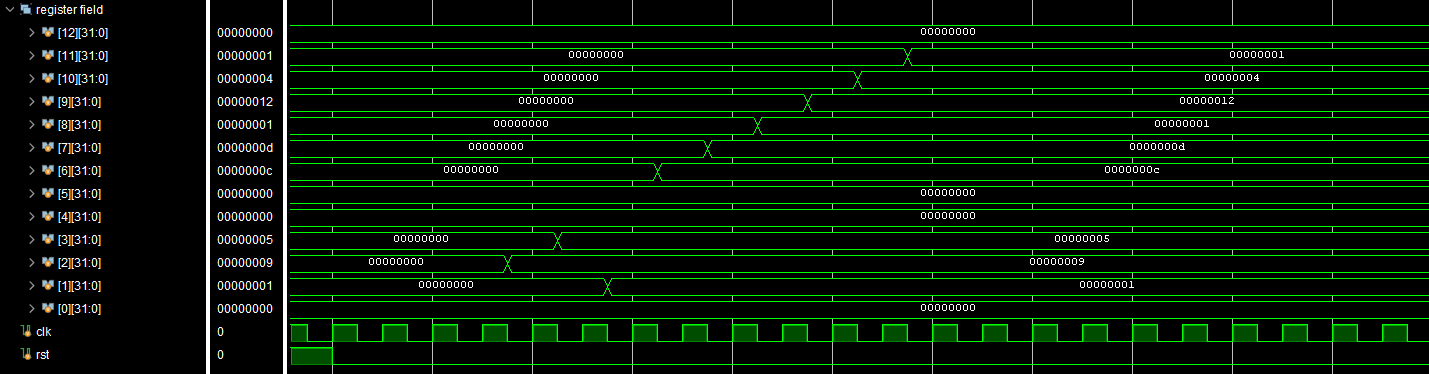 register field
[12][31:0] 00000000 00000000
[11][31:0] 00000001 00000000 00000001
[10][31:0] 00000004 00000000 00000004
[9][31:0] 00000012 00000000 00000012
[8][31:0] 00000001 00000000 00000001
[7][31:0] 0000000d 00000000 0000000d
[6][31:0] 0000000c 00000000 0000000c
[5][31:0] 00000000 00000000
[4][31:0] 00000000 00000000
[3][31:0] 00000005 00000000 00000005
[2][31:0] 00000009 00000000 00000009
[1][31:0] 00000001 00000000 00000001
[0][31:0] 00000000 00000000
clk 0
rst 0